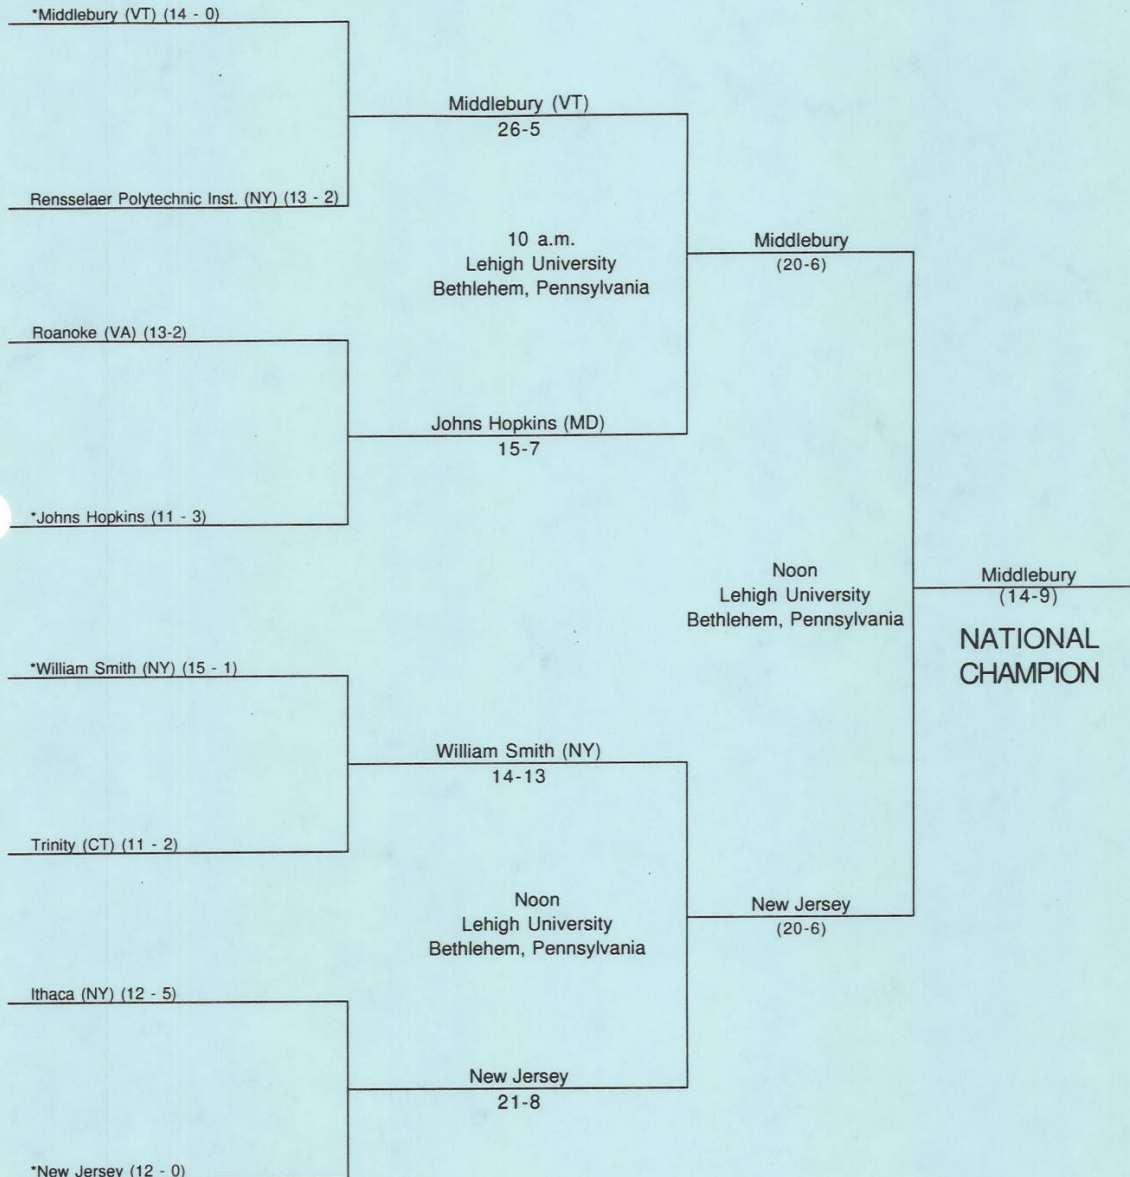 *Middlebury (VT) (14 - 0)
Middlebury (VT)
26-5
Rensselaer Polytechnic Inst. (NY) (13 - 2)
10 a.m.
Lehigh University
Bethlehem, Pennsylvania
Middlebury
(20-6)
Roanoke (VA) (13-2)
Johns Hopkins (MD)
15-7
*Johns Hopkins (11 - 3)
Noon
Lehigh University
Bethlehem, Pennsylvania
Middlebury
(14-9)
NATIONAL
CHAMPION
*William Smith (NY) (15 - 1)
William Smith (NY)
14-13
Trinity (CT) (11 - 2)
Noon
Lehigh University
Bethlehem, Pennsylvania
New Jersey
(20-6)
Ithaca (NY) (12 - 5)
New Jersey
21-8
*New Jersey (12 - 0)